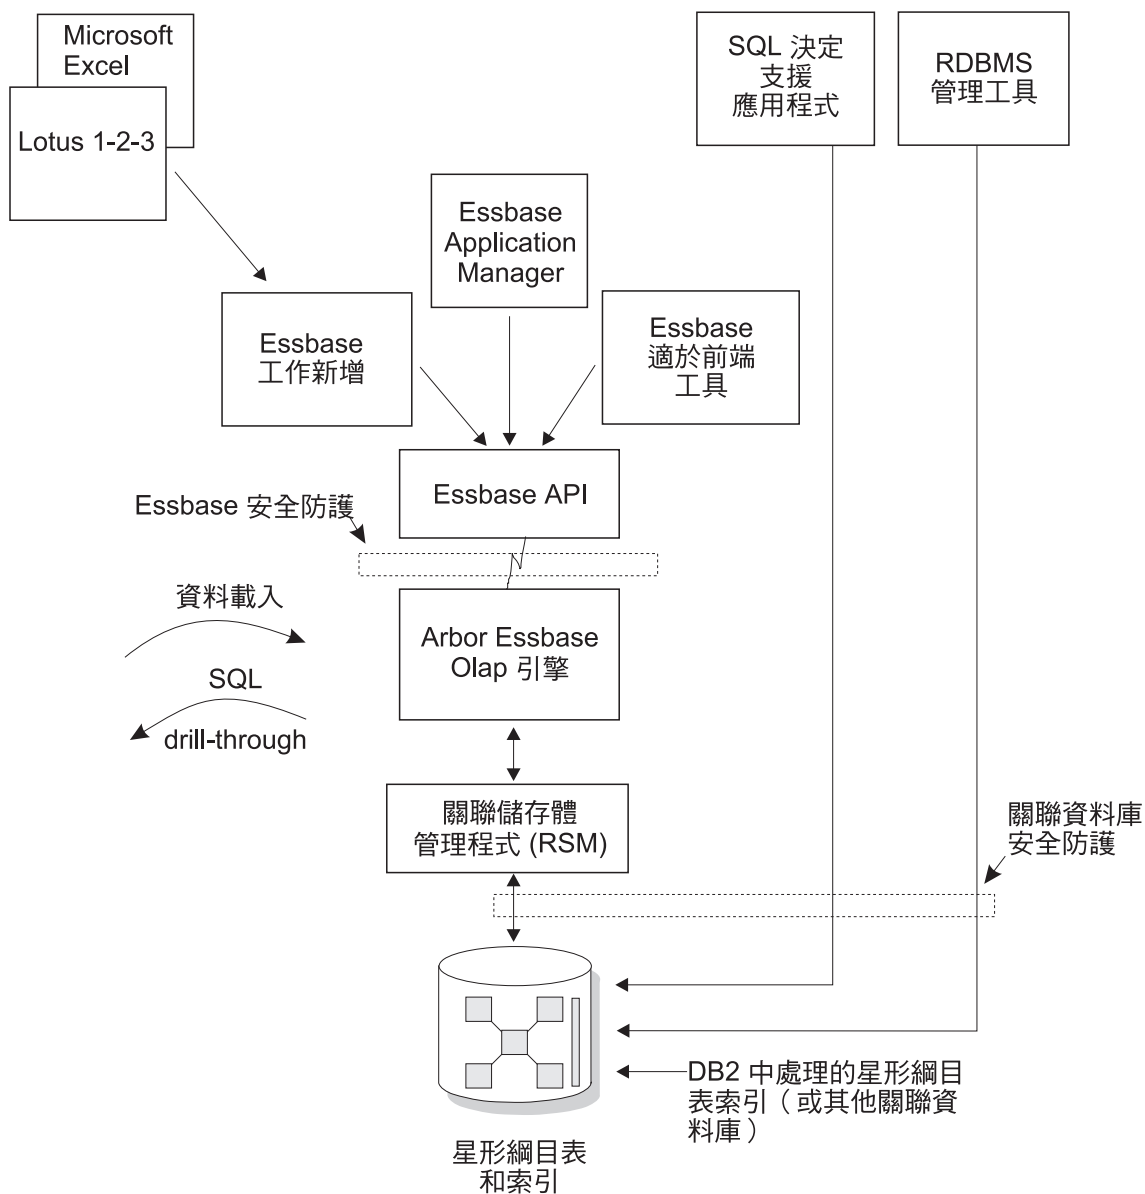 Microsoft
Excel
Lotus 1-2-3
SQL 決定
支援
應用程式
RDBMS
管理工具
Essbase
Application
Manager
Essbase
工作新增
Essbase
適於前端
工具
Essbase API
Essbase 安全防護
資料載入
SQL
drill-through
Arbor Essbase
Olap 引擎
關聯儲存體
管理程式 (RSM)
關聯資料庫
安全防護
DB2 中處理的星形綱目
表索引（或其他關聯資
料庫）
星形綱目表
和索引